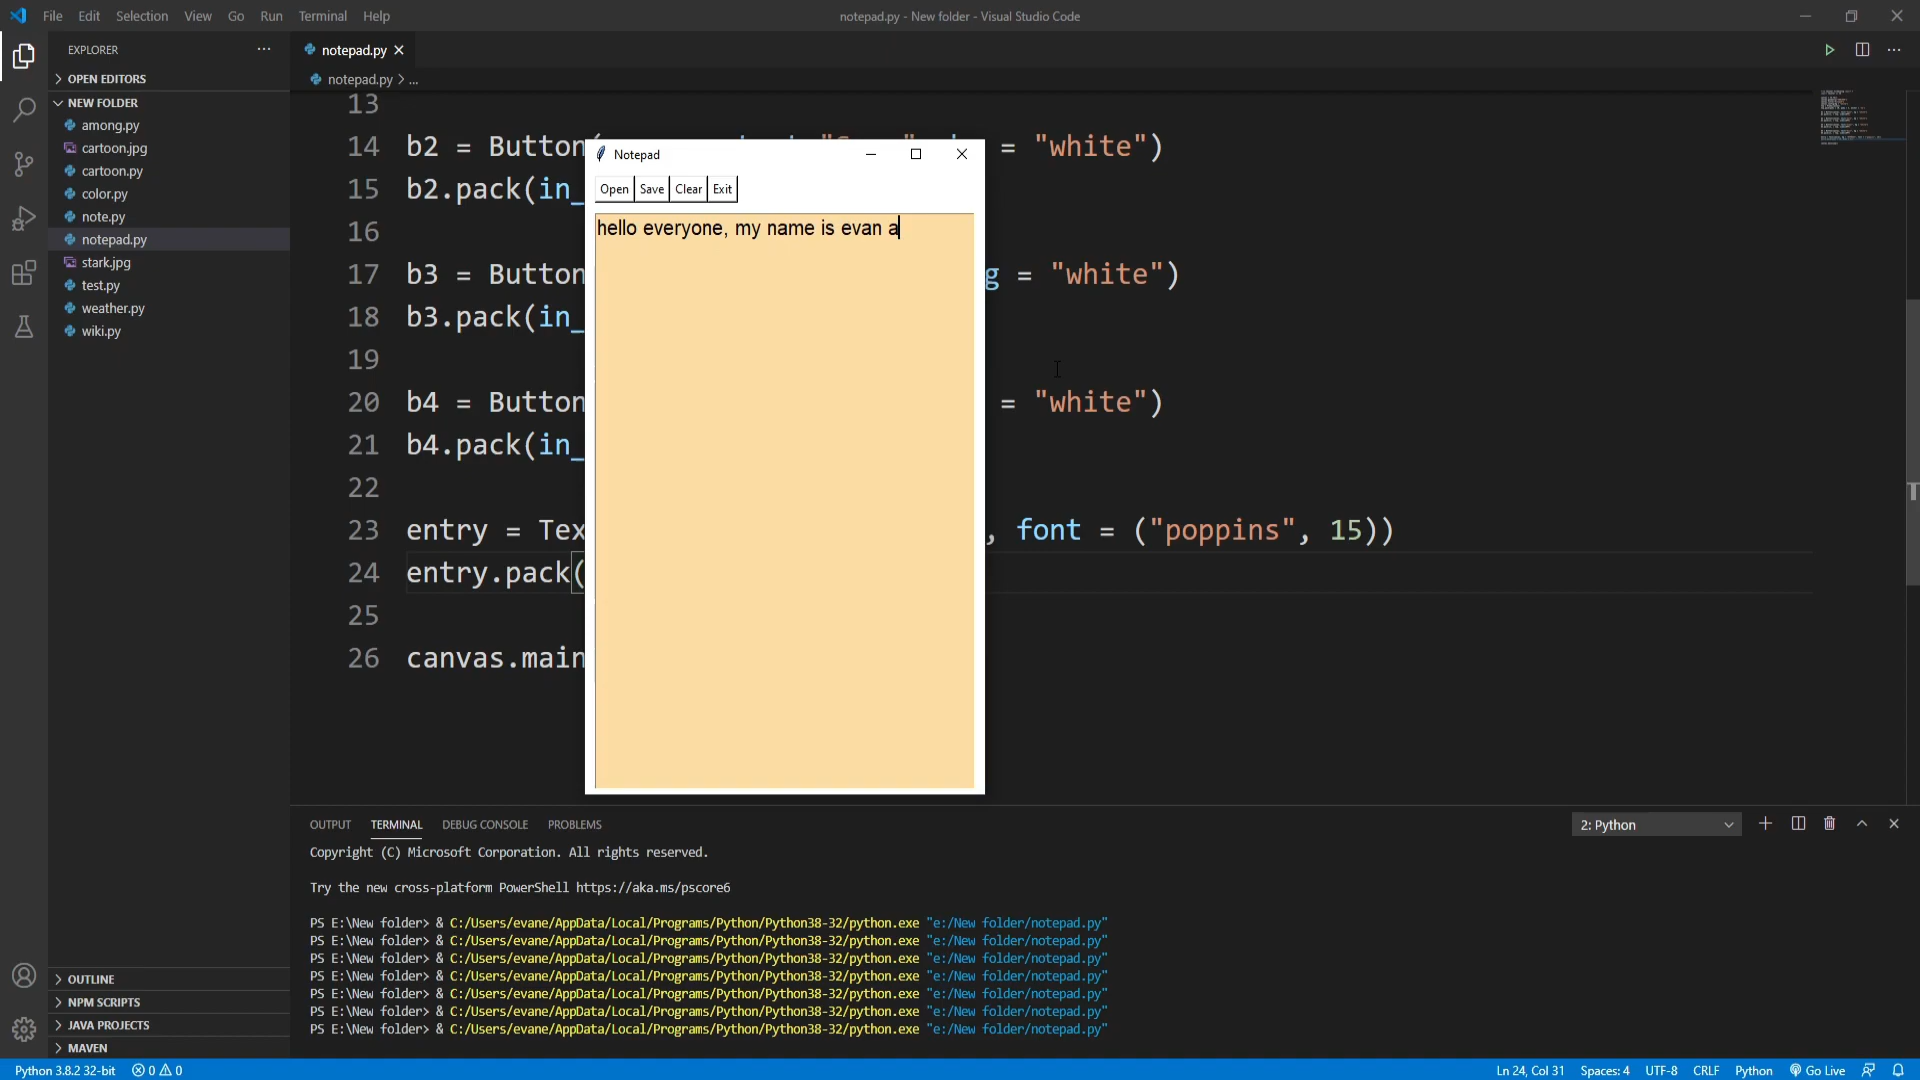 File Edit Selection View Go Run Terminal Help
notepad.py - New folder - Visual Studio Code
EXPLORER
OPEN EDITORS
NEW FOLDER
among.py
cartoon.jpg
cartoon.py
color.py
note.py
notepad.py
stark.jpg
test.py
weather.py
wiki.py
OUTLINE
NPM SCRIPTS
JAVA PROJECTS
MAVEN
notepad.py
notepad.py > ...
13
14 b2 = Button( = "white")
15 b2.pack(in_
16
17 b3 = Button g = "white")
18 b3.pack(in_
19
20 b4 = Button = "white")
21 b4.pack(in_
22
23 entry = Tex , font = ("poppins", 15))
24 entry.pack(
25
26 canvas.main
Notepad
Open Save Clear Exit
hello everyone, my name is evan a
OUTPUT TERMINAL DEBUG CONSOLE PROBLEMS
2: Python
Copyright (C) Microsoft Corporation. All rights reserved.
Try the new cross-platform PowerShell https://aka.ms/pscore6
PS E:\New folder> & C:/Users/evane/AppData/Local/Programs/Python/Python38-32/python.exe "e:/New folder/notepad.py"
PS E:\New folder> & C:/Users/evane/AppData/Local/Programs/Python/Python38-32/python.exe "e:/New folder/notepad.py"
PS E:\New folder> & C:/Users/evane/AppData/Local/Programs/Python/Python38-32/python.exe "e:/New folder/notepad.py"
PS E:\New folder> & C:/Users/evane/AppData/Local/Programs/Python/Python38-32/python.exe "e:/New folder/notepad.py"
PS E:\New folder> & C:/Users/evane/AppData/Local/Programs/Python/Python38-32/python.exe "e:/New folder/notepad.py"
PS E:\New folder> & C:/Users/evane/AppData/Local/Programs/Python/Python38-32/python.exe "e:/New folder/notepad.py"
PS E:\New folder> & C:/Users/evane/AppData/Local/Programs/Python/Python38-32/python.exe "e:/New folder/notepad.py"
Python 3.8.2 32-bit 0 0
Ln 24, Col 31 Spaces: 4 UTF-8 CRLF Python Go Live